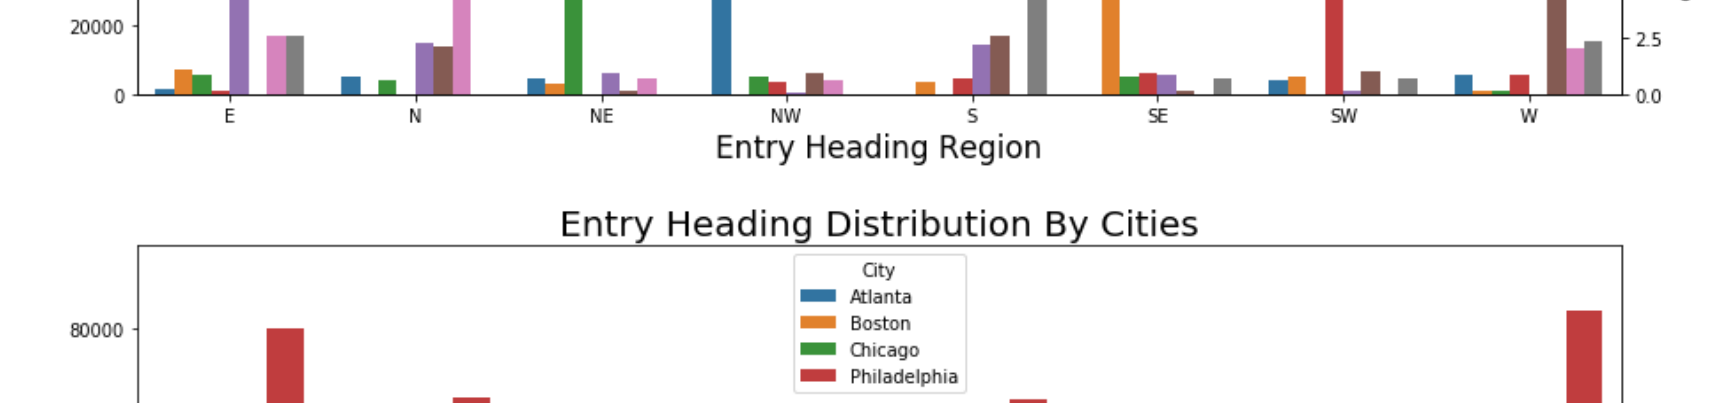 20000
2.5
0
0.0
E N NE NW S SE SW W
Entry Heading Region
Entry Heading Distribution By Cities
City
Atlanta
80000
Boston
Chicago
Philadelphia